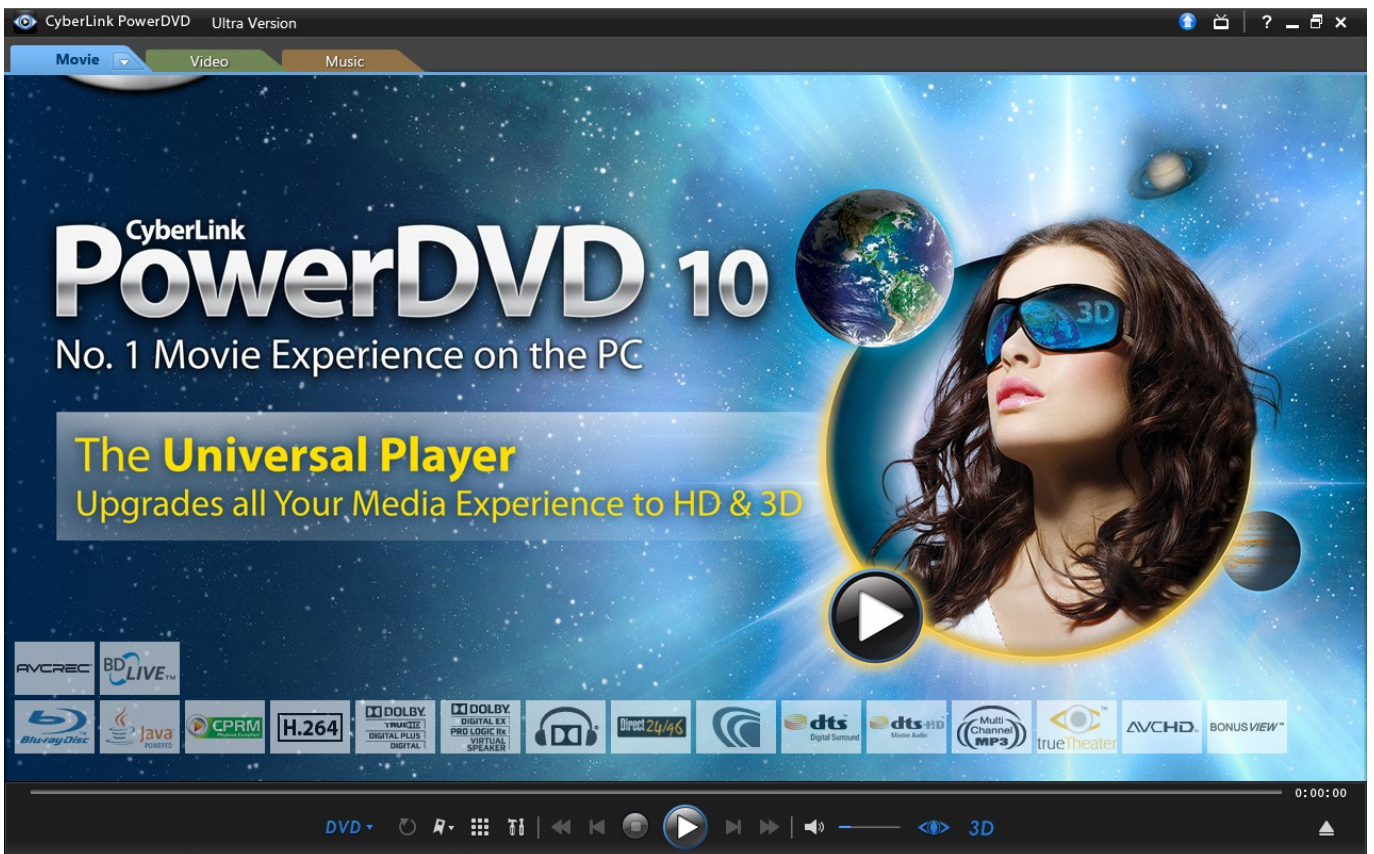 CyberLink PowerDVD Ultra Version
?
Movie Video Music
CyberLink
PowerDVD 10
No. 1 Movie Experience on the PC
3D
The Universal Player
Upgrades all Your Media Experience to HD & 3D
AVCREC
BD LIVE TM
Blu-ray Disc
Java
POWERED
CPRM
H.264
DOLBY
TRUEHD
DIGITAL PLUS
DIGITAL
DOLBY
DIGITAL EX
PRO LOGIC IIx
VIRTUAL
SPEAKER
Direct 24/96
dts
Digital Surround
dts-HD
Master Audio
Multi
Channel
MP3
trueTheater
AVCHD
BONUSVIEW™
0:00:00
DVD 3D